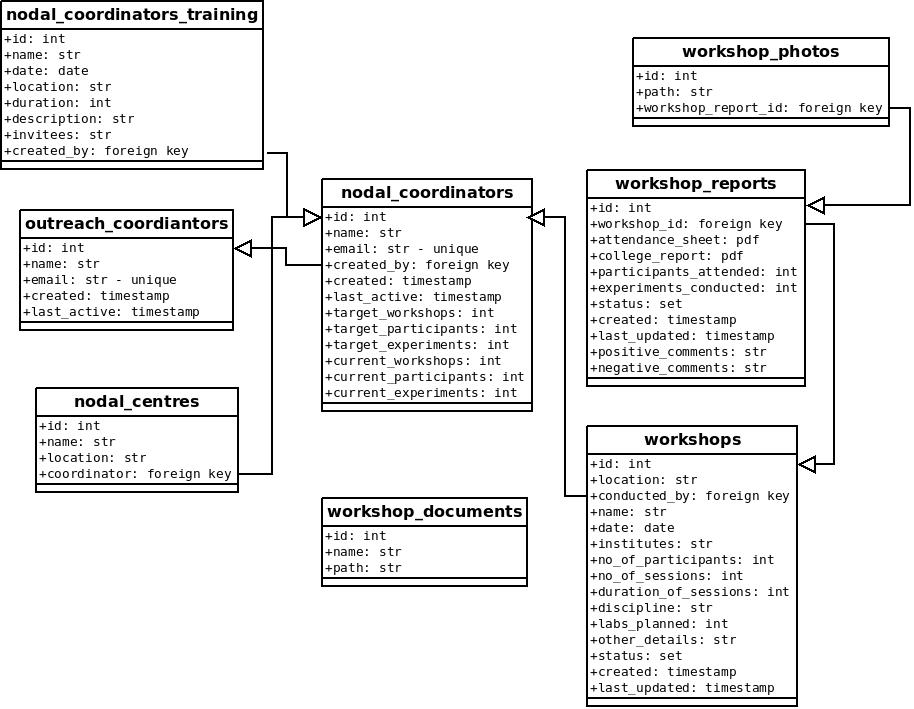 nodal_coordinators_training
+id: int
+name: str
+date: date
+location: str
+duration: int
+description: str
+invitees: str
+created_by: foreign key
workshop_photos
+id: int
+path: str
+workshop_report_id: foreign key
outreach_coordiantors
+id: int
+name: str
+email: str - unique
+created: timestamp
+last_active: timestamp
nodal_coordinators
+id: int
+name: str
+email: str - unique
+created_by: foreign key
+created: timestamp
+last_active: timestamp
+target_workshops: int
+target_participants: int
+target_experiments: int
+current_workshops: int
+current_participants: int
+current_experiments: int
workshop_reports
+id: int
+workshop_id: foreign key
+attendance_sheet: pdf
+college_report: pdf
+participants_attended: int
+experiments_conducted: int
+status: set
+created: timestamp
+last_updated: timestamp
+positive_comments: str
+negative_comments: str
nodal_centres
+id: int
+name: str
+location: str
+coordinator: foreign key
workshop_documents
+id: int
+name: str
+path: str
workshops
+id: int
+location: str
+conducted_by: foreign key
+name: str
+date: date
+institutes: str
+no_of_participants: int
+no_of_sessions: int
+duration_of_sessions: int
+discipline: str
+labs_planned: int
+other_details: str
+status: set
+created: timestamp
+last_updated: timestamp